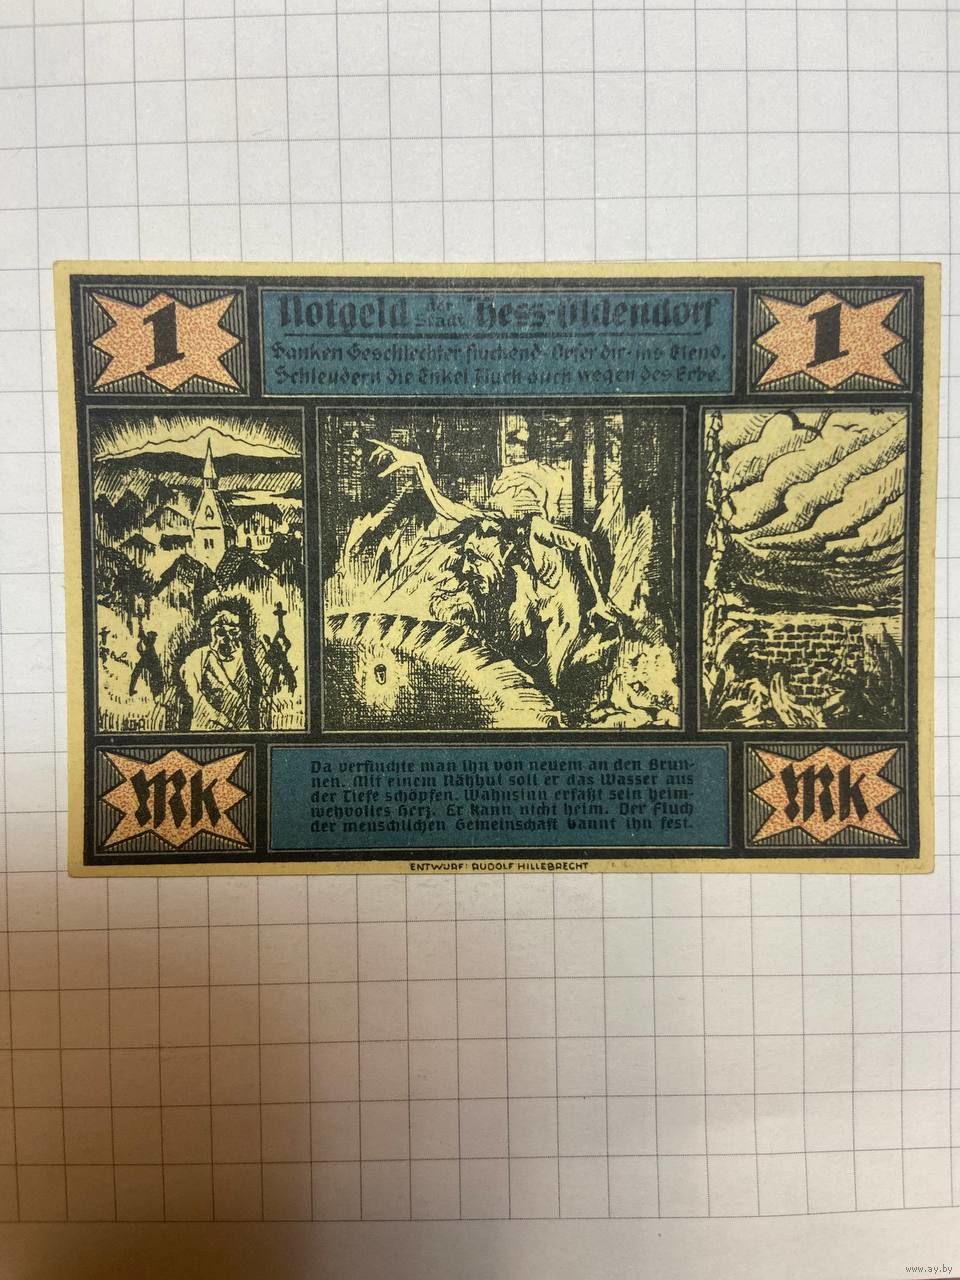 1
Notgeld der Stadt Hess-Oldendorf
1
Sanken Geschlechter fluchend- Opfer dir- ins Elend,
Schleudern die Enkel Fluch auch wegen des Erbe.
Mk
Da verfluchte man ihn von neuem an den Brun-
nen. Mit einem Nähhut soll er das Wasser aus
der Tiefe schöpfen. Wahnsinn erfaßt sein heim-
wehvolles Herz. Er kann nicht heim. Der Fluch
der menschlichen Gemeinschaft bannt ihn fest.
Mk
ENTWURF: RUDOLF HILLEBRECHT
www.ay.by